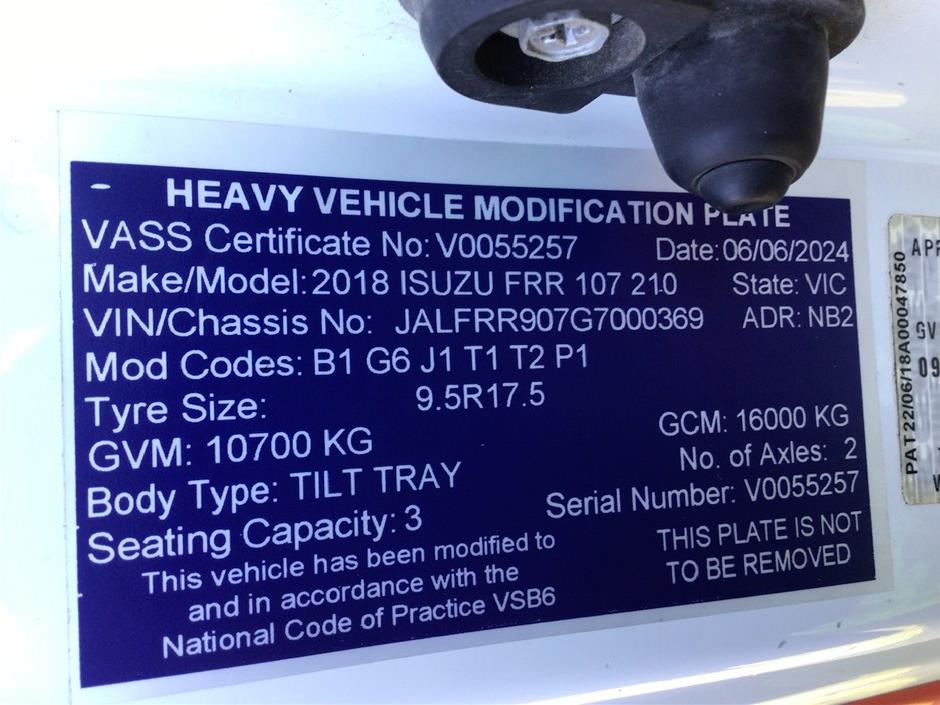 HEAVY VEHICLE MODIFICATION PLATE
VASS Certificate No: V0055257 Date: 06/06/2024
Make/Model: 2018 ISUZU FRR 107 210 State: VIC
VIN/Chassis No: JALFRR907G7000369 ADR: NB2
Mod Codes: B1 G6 J1 T1 T2 P1
Tyre Size: 9.5R17.5
GVM: 10700 KG GCM: 16000 KG
Body Type: TILT TRAY No. of Axles: 2
Seating Capacity: 3 Serial Number: V0055257
This vehicle has been modified to
and in accordance with the
National Code of Practice VSB6
THIS PLATE IS NOT
TO BE REMOVED
PAT22/06/18A00047850
GV
09